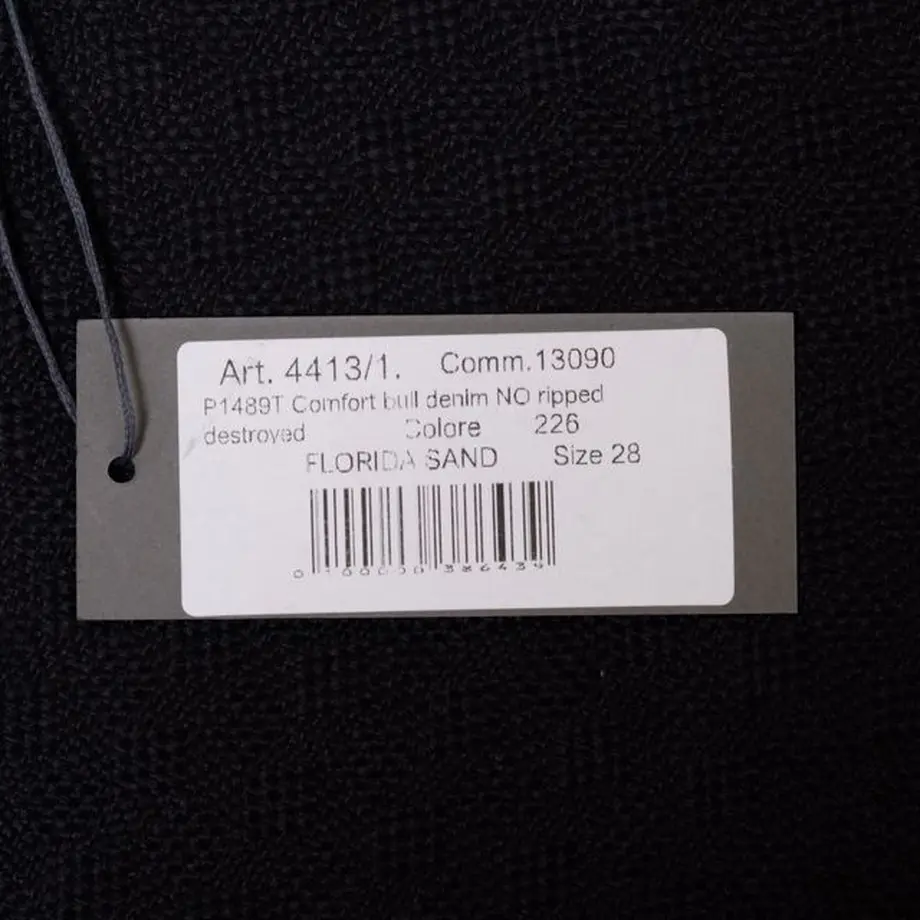 Art. 4413/1. Comm.13090
P1489T Comfort bull denim NO ripped
destroyed Colore 226
FLORIDA SAND Size 28